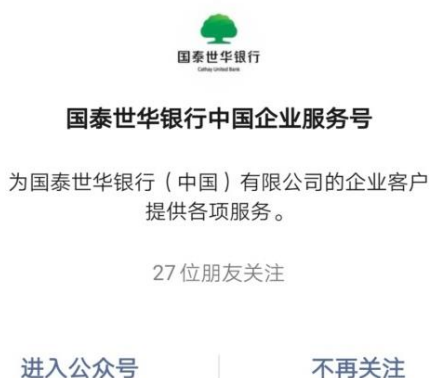 国泰世华银行
Cathay United Bank
国泰世华银行中国企业服务号
为国泰世华银行（中国）有限公司的企业客户
提供各项服务。
27位朋友关注
进入公众号
不再关注